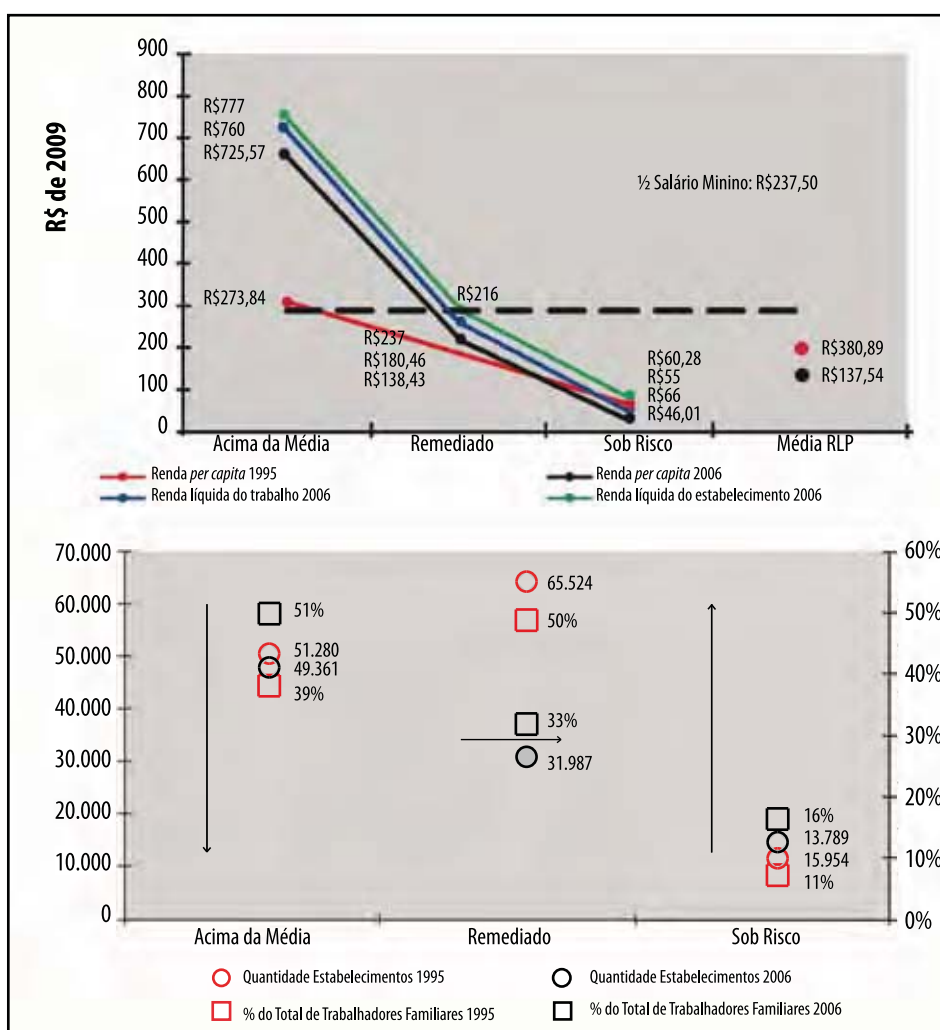 900
800
700
600
500
400
300
200
100
0
R$ de 2009
R$777
R$760
R$725,57
R$273,84
½ Salário Minino: R$237,50
R$216
R$237
R$180,46
R$138,43
R$60,28
R$55
R$66
R$46,01
R$380,89
R$137,54
Acima da Média
Remediado
Sob Risco
Média RLP
Renda per capita 1995
Renda per capita 2006
Renda líquida do trabalho 2006
Renda líquida do estabelecimento 2006
70.000
60.000
50.000
40.000
30.000
20.000
10.000
0
60%
50%
40%
30%
20%
10%
0%
51%
51.280
49.361
39%
65.524
50%
33%
31.987
16%
13.789
15.954
11%
Acima da Média
Remediado
Sob Risco
Quantidade Estabelecimentos 1995
Quantidade Estabelecimentos 2006
% do Total de Trabalhadores Familiares 1995
% do Total de Trabalhadores Familiares 2006